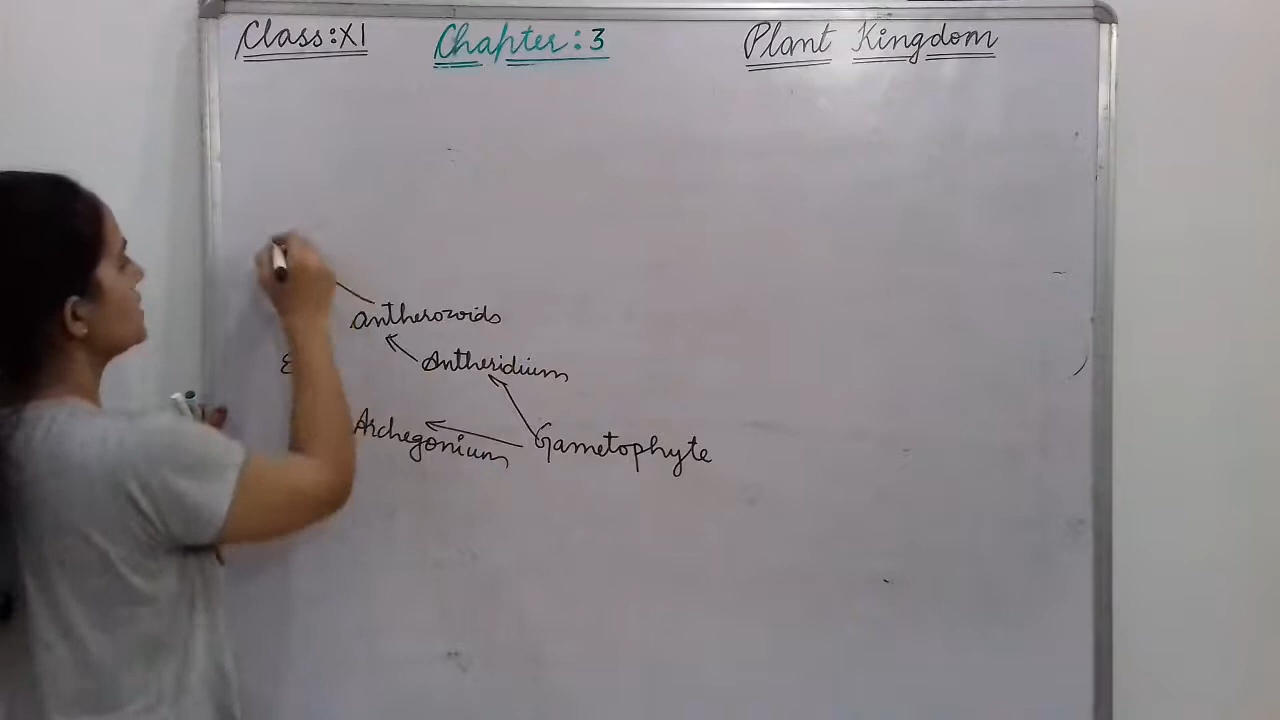 Class:XI Chapter:3 Plant Kingdom
antherozoids
Antheridium
Archegonium
Gametophyte